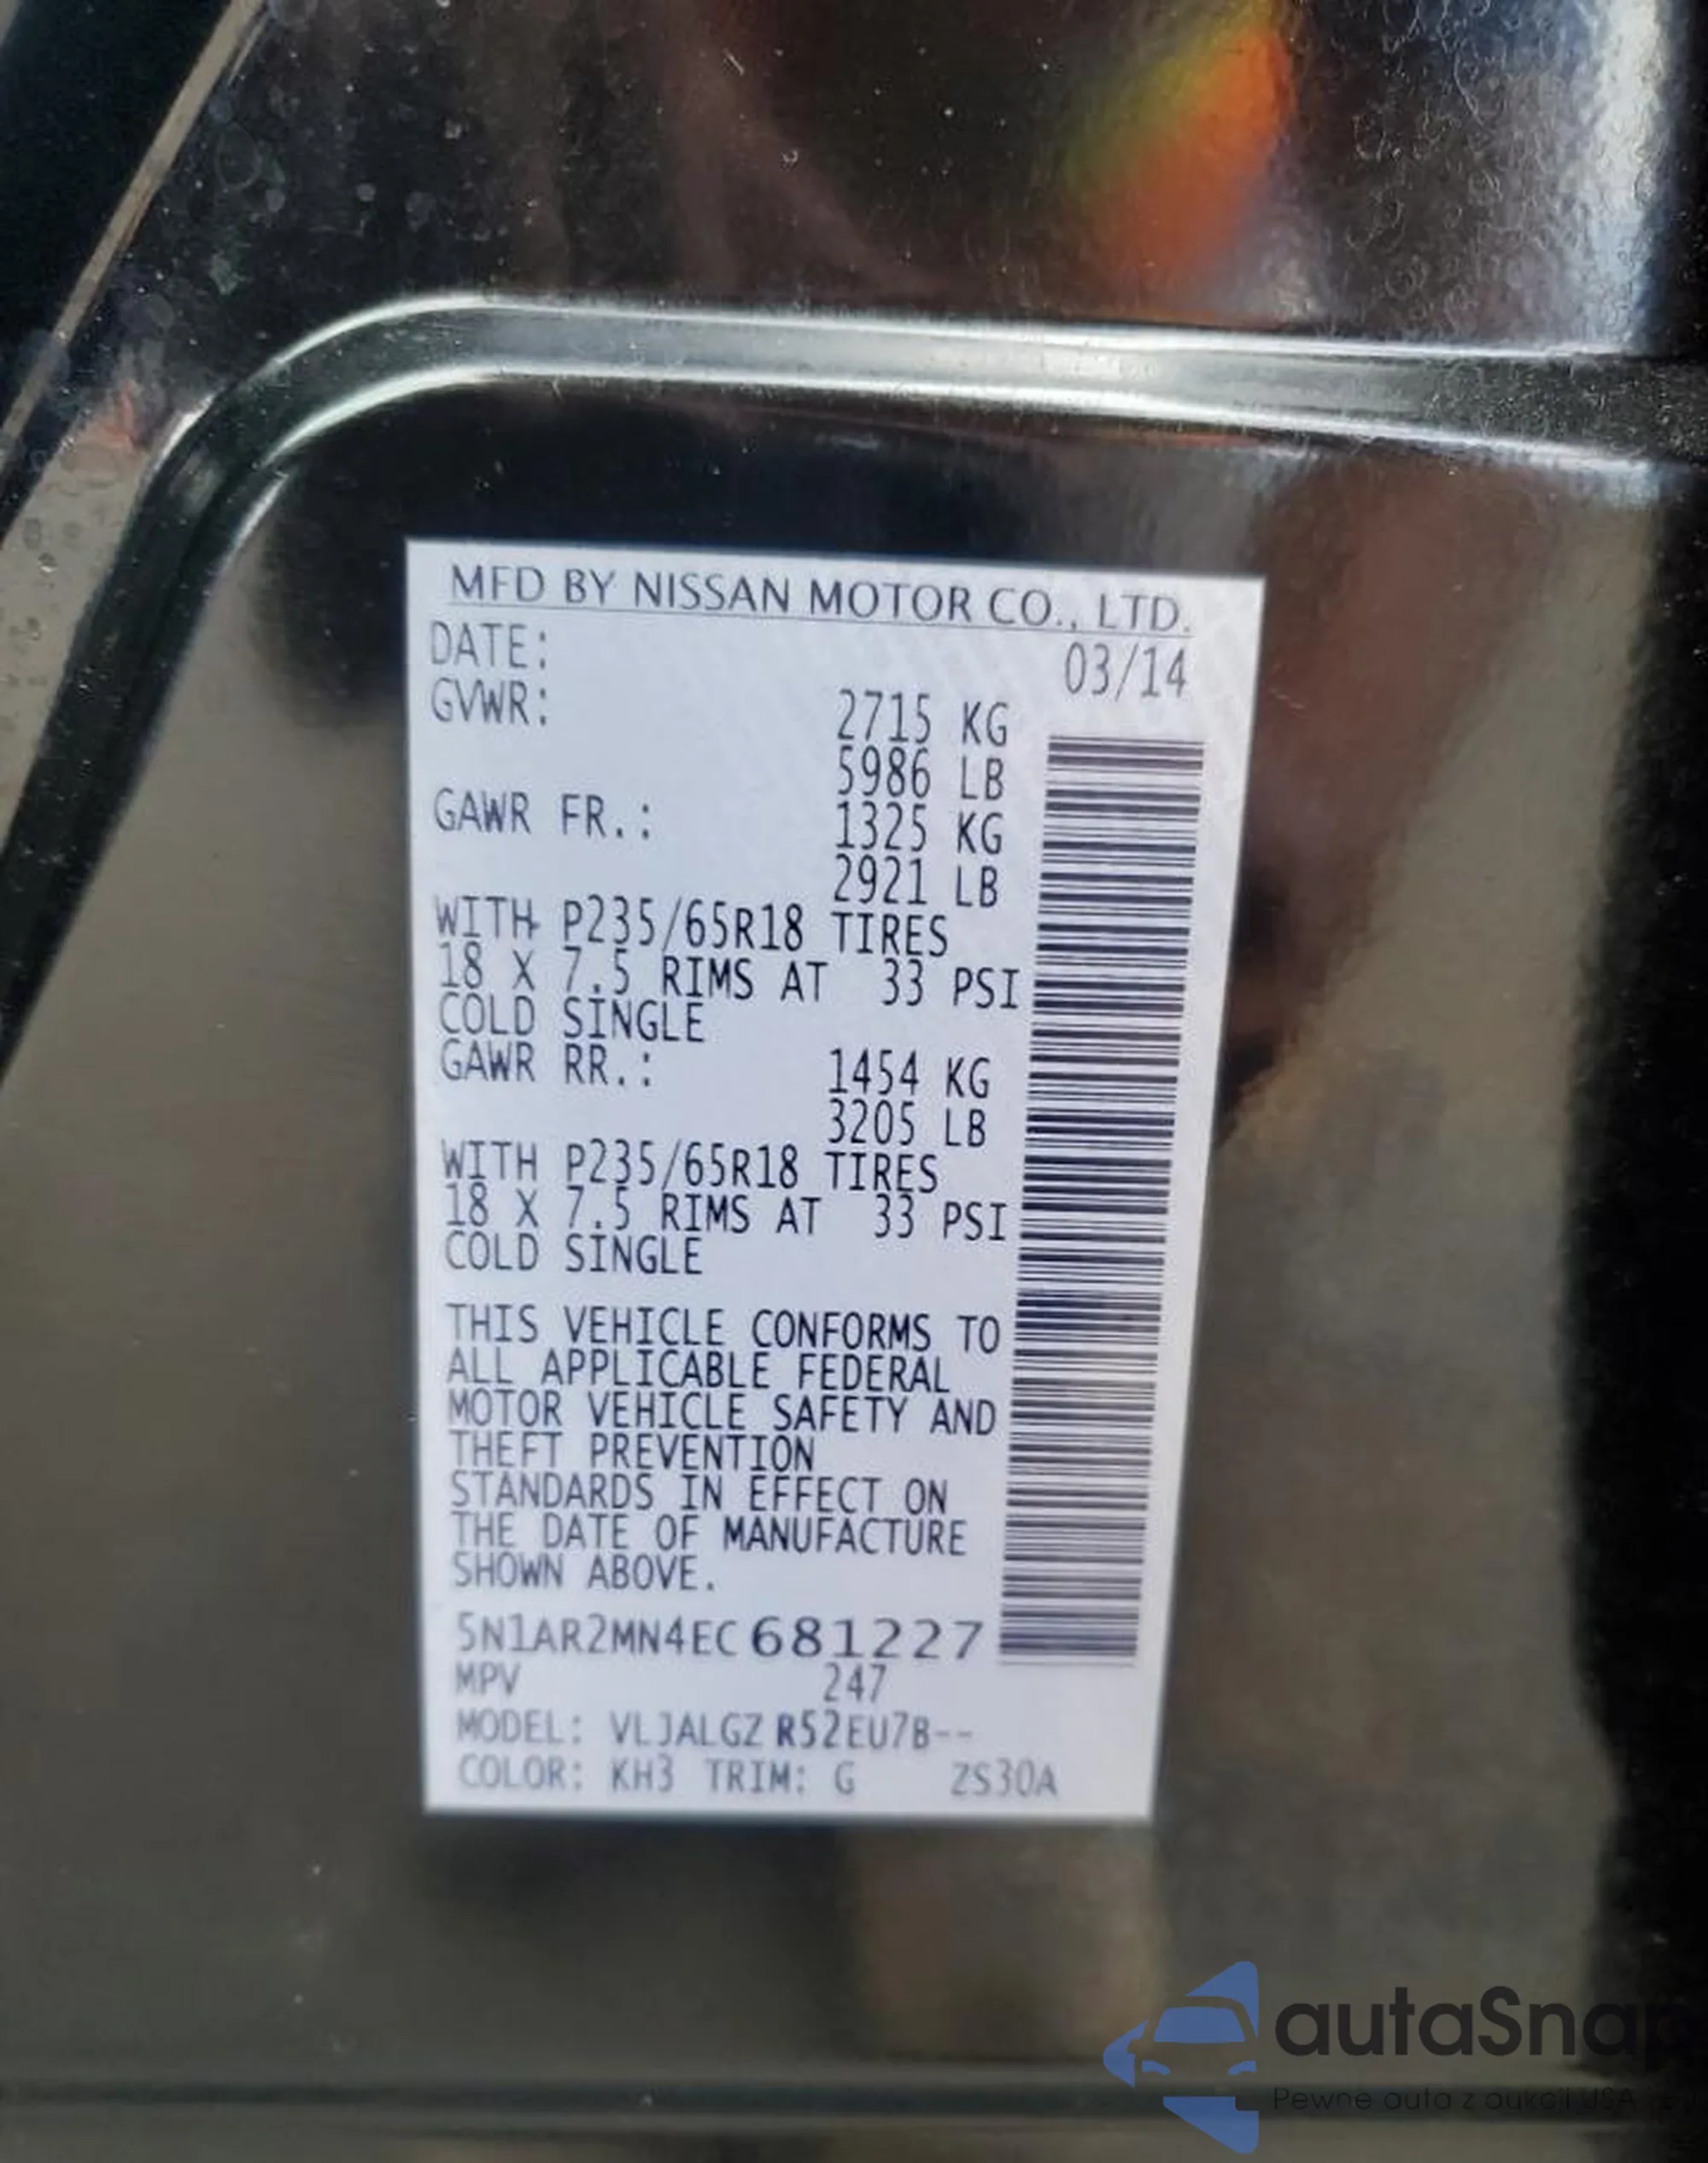 MFD BY NISSAN MOTOR CO., LTD.
DATE: 03/14
GVWR: 2715 KG
5986 LB
GAWR FR.: 1325 KG
2921 LB
WITH P235/65R18 TIRES
18 X 7.5 RIMS AT 33 PSI
COLD SINGLE
GAWR RR.: 1454 KG
3205 LB
WITH P235/65R18 TIRES
18 X 7.5 RIMS AT 33 PSI
COLD SINGLE
THIS VEHICLE CONFORMS TO
ALL APPLICABLE FEDERAL
MOTOR VEHICLE SAFETY AND
THEFT PREVENTION
STANDARDS IN EFFECT ON
THE DATE OF MANUFACTURE
SHOWN ABOVE.
5N1AR2MN4EC681227
MPV 247
MODEL: VLJALGZ R52EU7B--
COLOR: KH3 TRIM: G ZS30A
autaSnap
Pewne auta z aukcji USA